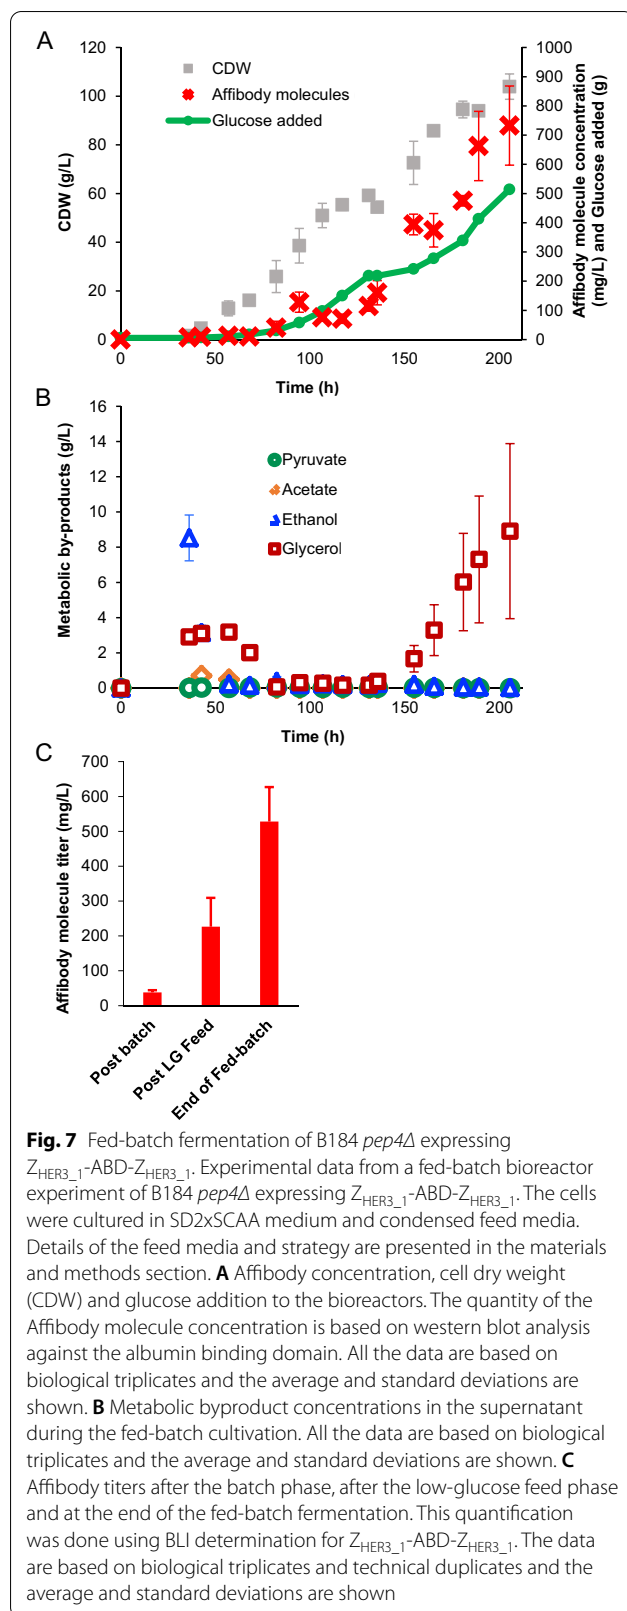 A
120
100
80
60
40
20
0
CDW (g/L)
CDW
Affibody molecules
Glucose added
1000
900
800
700
600
500
400
300
200
100
0
Affibody molecule concentration
(mg/L) and Glucose added (g)
0 50 100 150 200
Time (h)
B
16
14
12
10
8
6
4
2
0
Metabolic by-products (g/L)
Pyruvate
Acetate
Ethanol
Glycerol
0 50 100 150 200
Time (h)
C
700
600
500
400
300
200
100
0
Affibody molecule titer (mg/L)
Post batch
Post LG Feed
End of Fed-batch
Fig. 7 Fed-batch fermentation of B184 pep4Δ expressing
Z_HER3_1-ABD-Z_HER3_1. Experimental data from a fed-batch bioreactor
experiment of B184 pep4Δ expressing Z_HER3_1-ABD-Z_HER3_1. The cells
were cultured in SD2xSCAA medium and condensed feed media.
Details of the feed media and strategy are presented in the materials
and methods section. A Affibody concentration, cell dry weight
(CDW) and glucose addition to the bioreactors. The quantity of the
Affibody molecule concentration is based on western blot analysis
against the albumin binding domain. All the data are based on
biological triplicates and the average and standard deviations are
shown. B Metabolic byproduct concentrations in the supernatant
during the fed-batch cultivation. All the data are based on biological
triplicates and the average and standard deviations are shown. C
Affibody titers after the batch phase, after the low-glucose feed phase
and at the end of the fed-batch fermentation. This quantification
was done using BLI determination for Z_HER3_1-ABD-Z_HER3_1. The data
are based on biological triplicates and technical duplicates and the
average and standard deviations are shown